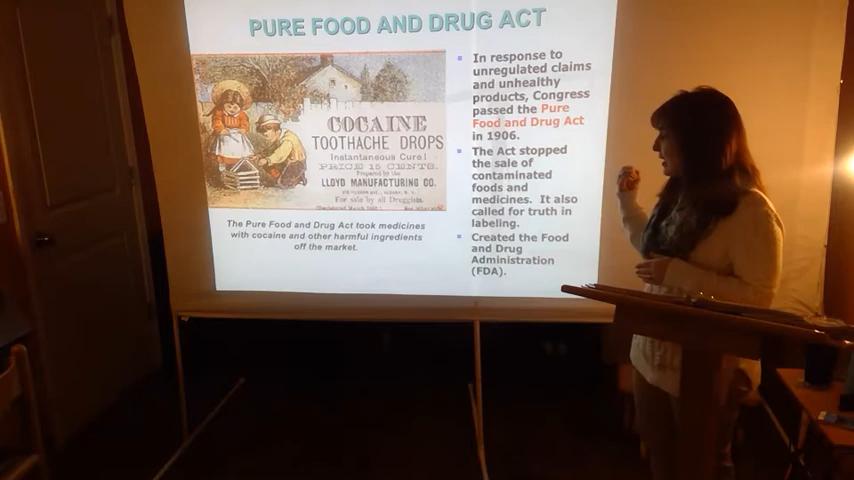 PURE FOOD AND DRUG ACT
COCAINE
TOOTHACHE DROPS
Instantaneous Cure!
PRICE 15 CENTS.
Prepared by the
LLOYD MANUFACTURING CO.
For sale by all Druggists.
The Pure Food and Drug Act took medicines
with cocaine and other harmful ingredients
off the market.
In response to
unregulated claims
and unhealthy
products, Congress
passed the Pure
Food and Drug Act
in 1906.
The Act stopped
the sale of
contaminated
foods and
medicines. It also
called for truth in
labeling.
Created the Food
and Drug
Administration
(FDA).